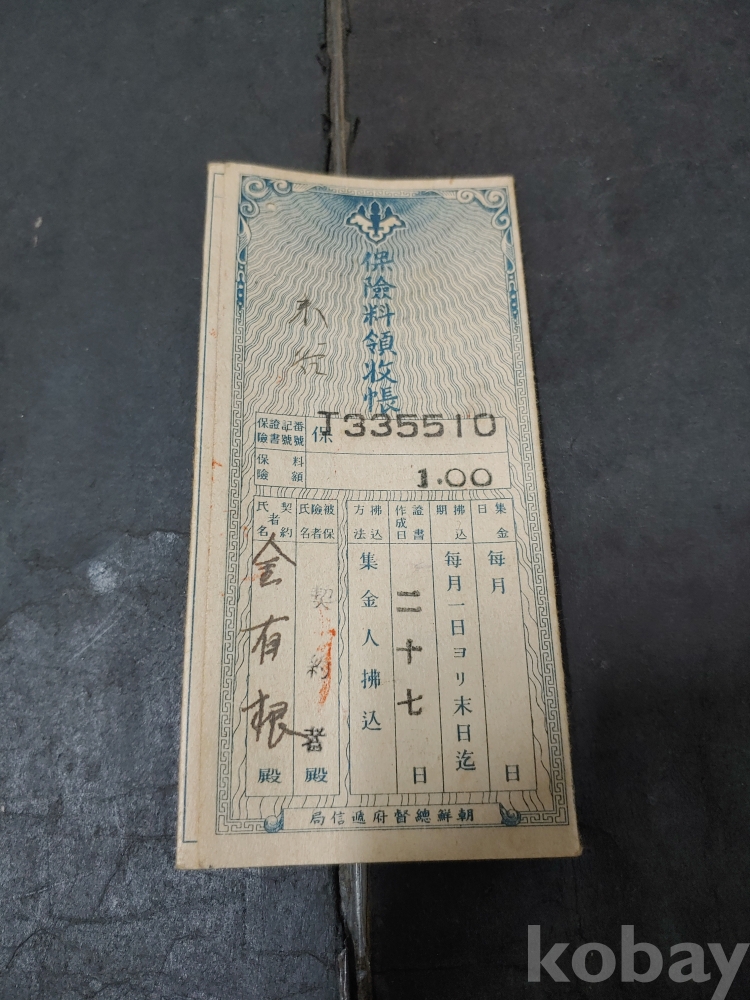 保險料領收帳
保險證書記號番號
保
T335510
保險料額
1.00
集金日
每月 日
拂込期
每月一日ヨリ末日迄
證書作成日
二十七日
拂込方法
集金人拂込
被保險者氏名
契約者殿
契約者氏名
金有根殿
朝鮮總督府遞信局
kobay